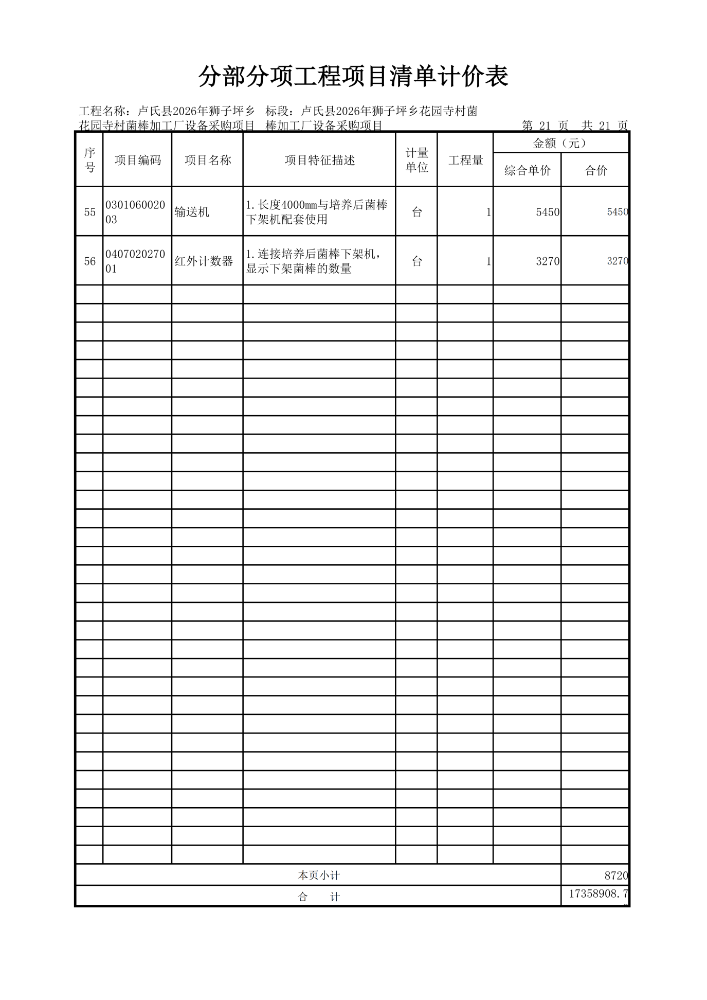 分部分项工程项目清单计价表
工程名称：卢氏县2026年狮子坪乡
花园寺村菌棒加工厂设备采购项目
标段：卢氏县2026年狮子坪乡花园寺村菌
棒加工厂设备采购项目
第 21 页 共 21 页
序
号
项目编码
项目名称
项目特征描述
计量
单位
工程量
金额（元）
综合单价
合价
55
0301060020
03
输送机
1.长度4000mm与培养后菌棒
下架机配套使用
台
1
5450
5450
56
0407020270
01
红外计数器
1.连接培养后菌棒下架机，
显示下架菌棒的数量
台
1
3270
3270
本页小计
8720
合 计
17358908.7